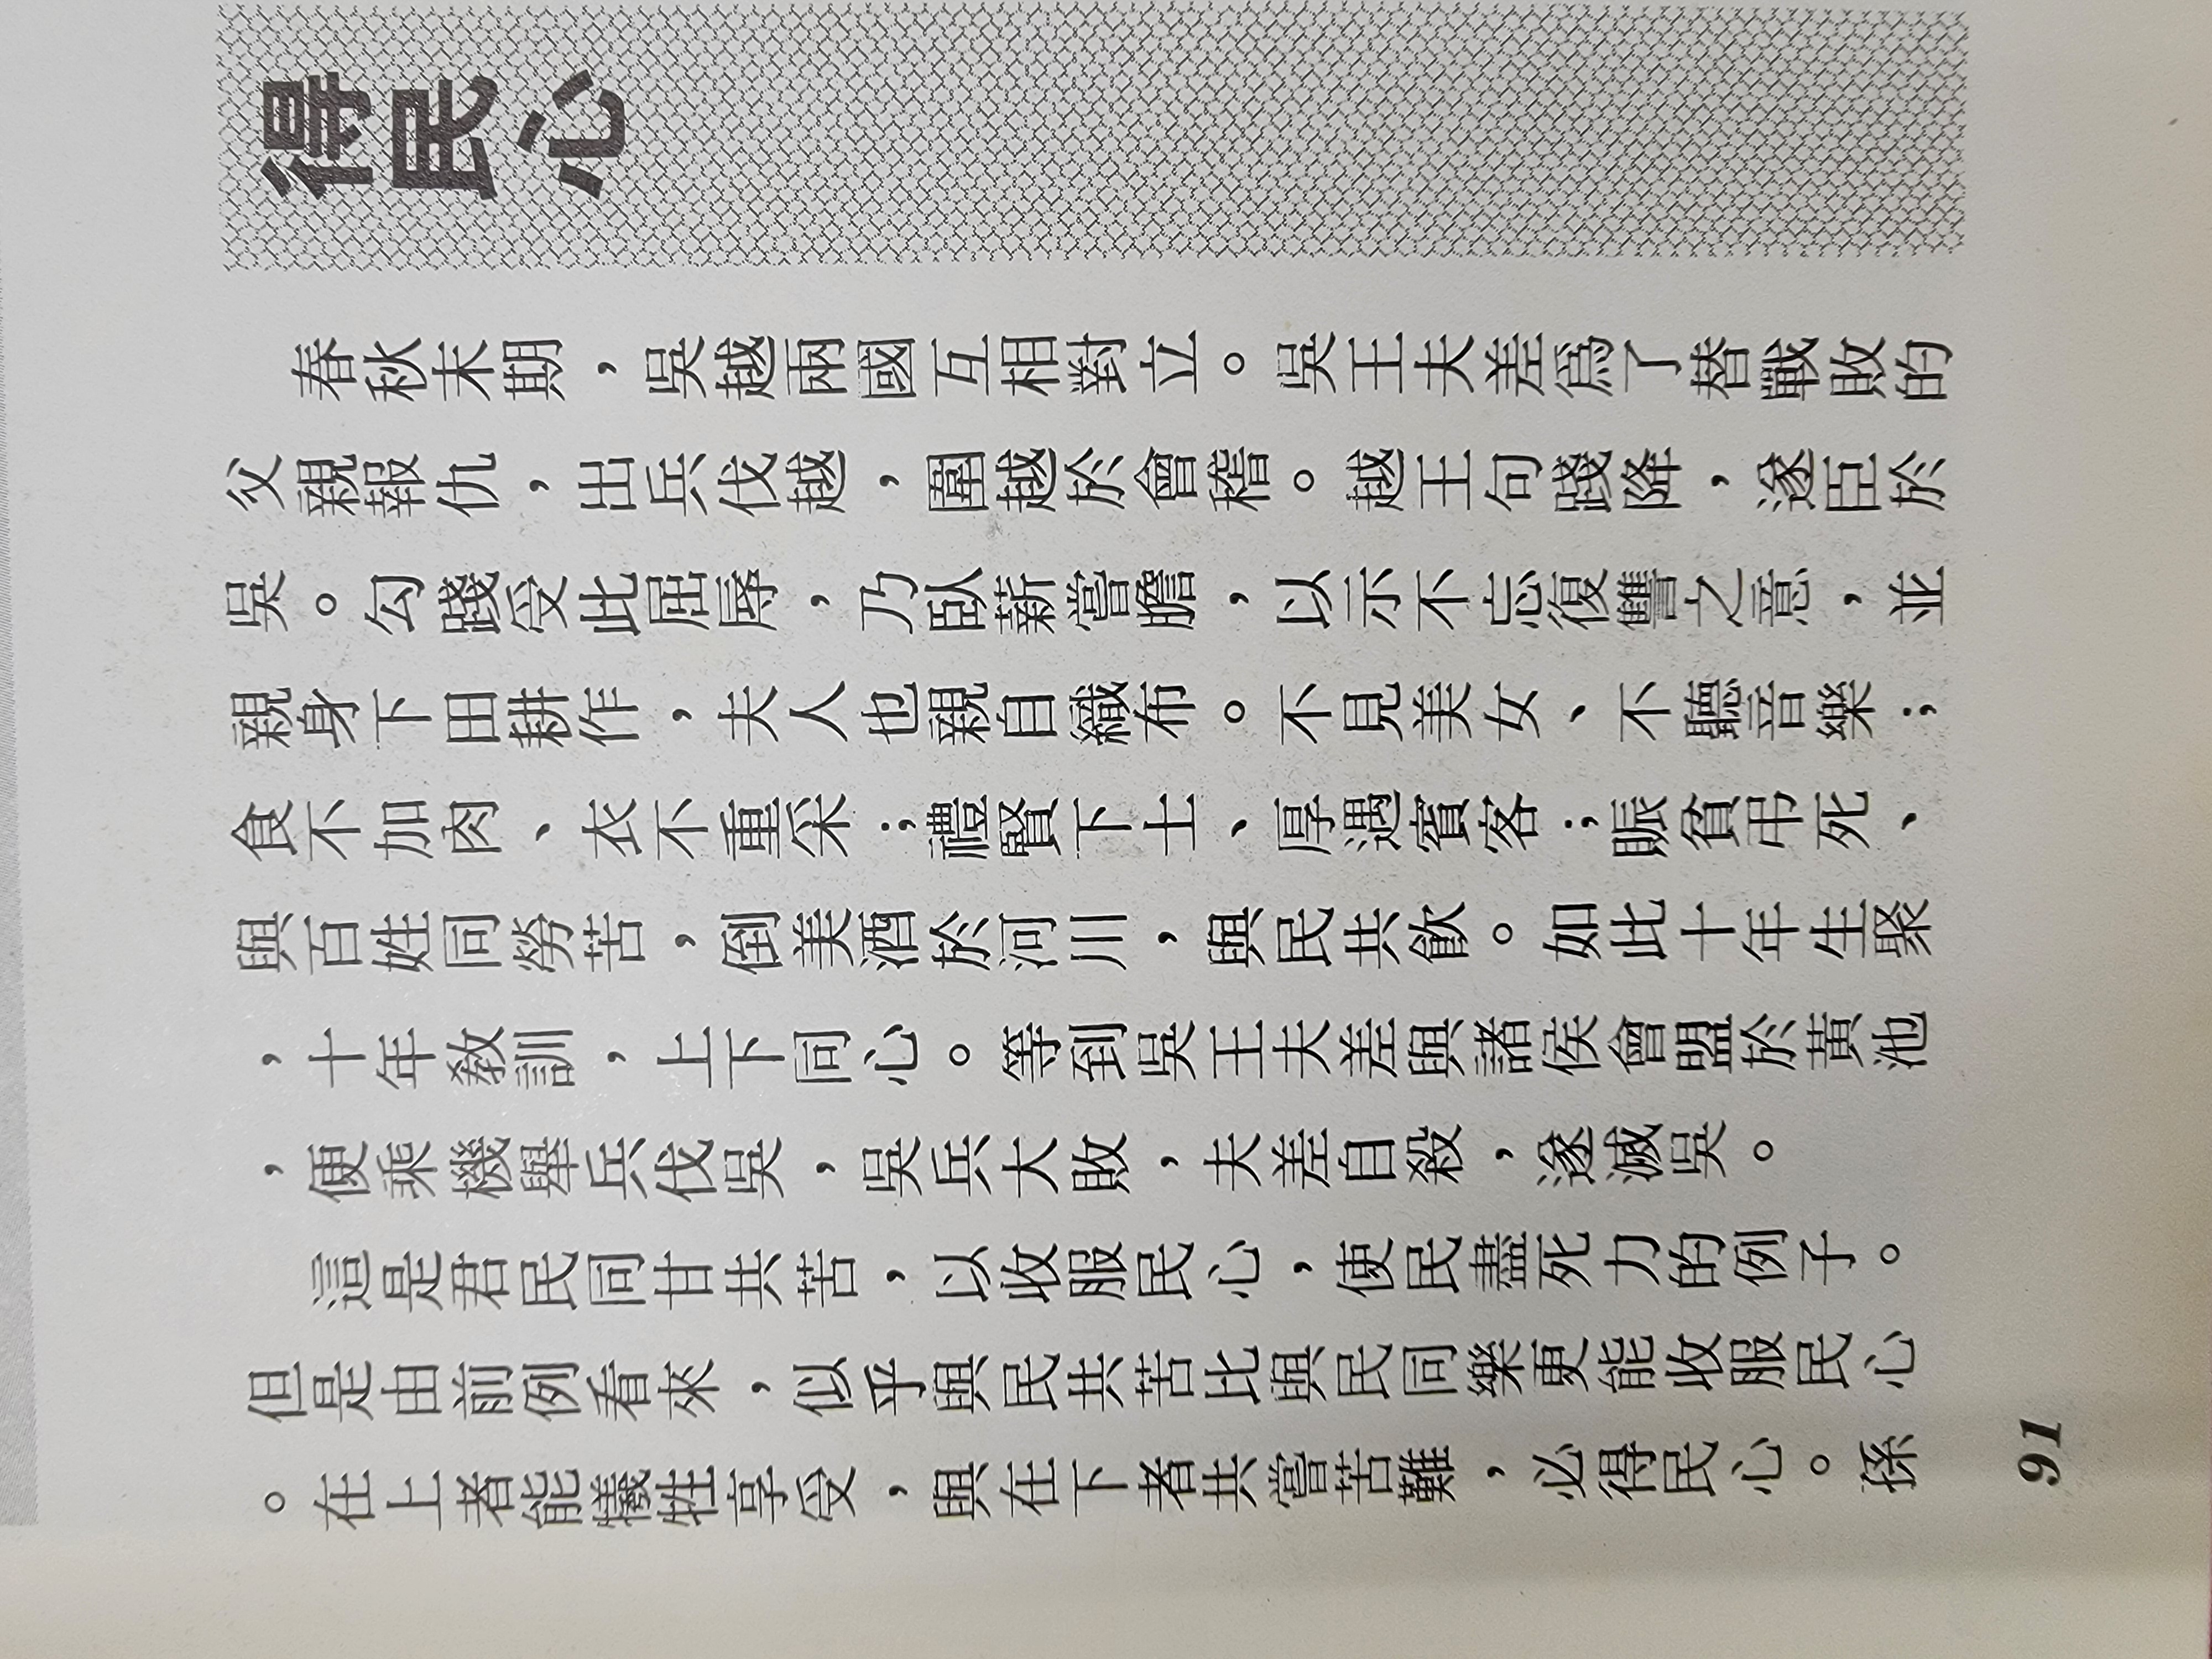 得民心
春秋末期，吳越兩國互相對立。吳王夫差爲了替戰敗的
父親報仇，出兵伐越，圍越於會稽。越王句踐降，遂臣於
吳。勾踐受此屈辱，乃臥薪嘗膽，以示不忘復讐之意，並
親身下田耕作，夫人也親自織布。不見美女、不聽音樂；
食不加肉、衣不重采；禮賢下士、厚遇賓客；賑貧弔死、
與百姓同勞苦，倒美酒於河川，與民共飲。如此十年生聚
，十年教訓，上下同心。等到吳王夫差與諸侯會盟於黃池
，便乘機舉兵伐吳，吳兵大敗，夫差自殺，遂滅吳。
這是君民同甘共苦，以收服民心，使民盡死力的例子。
但是由前例看來，似乎與民共苦比與民同樂更能收服民心
。在上者能犧牲享受，與在下者共嘗苦難，必得民心。孫
91